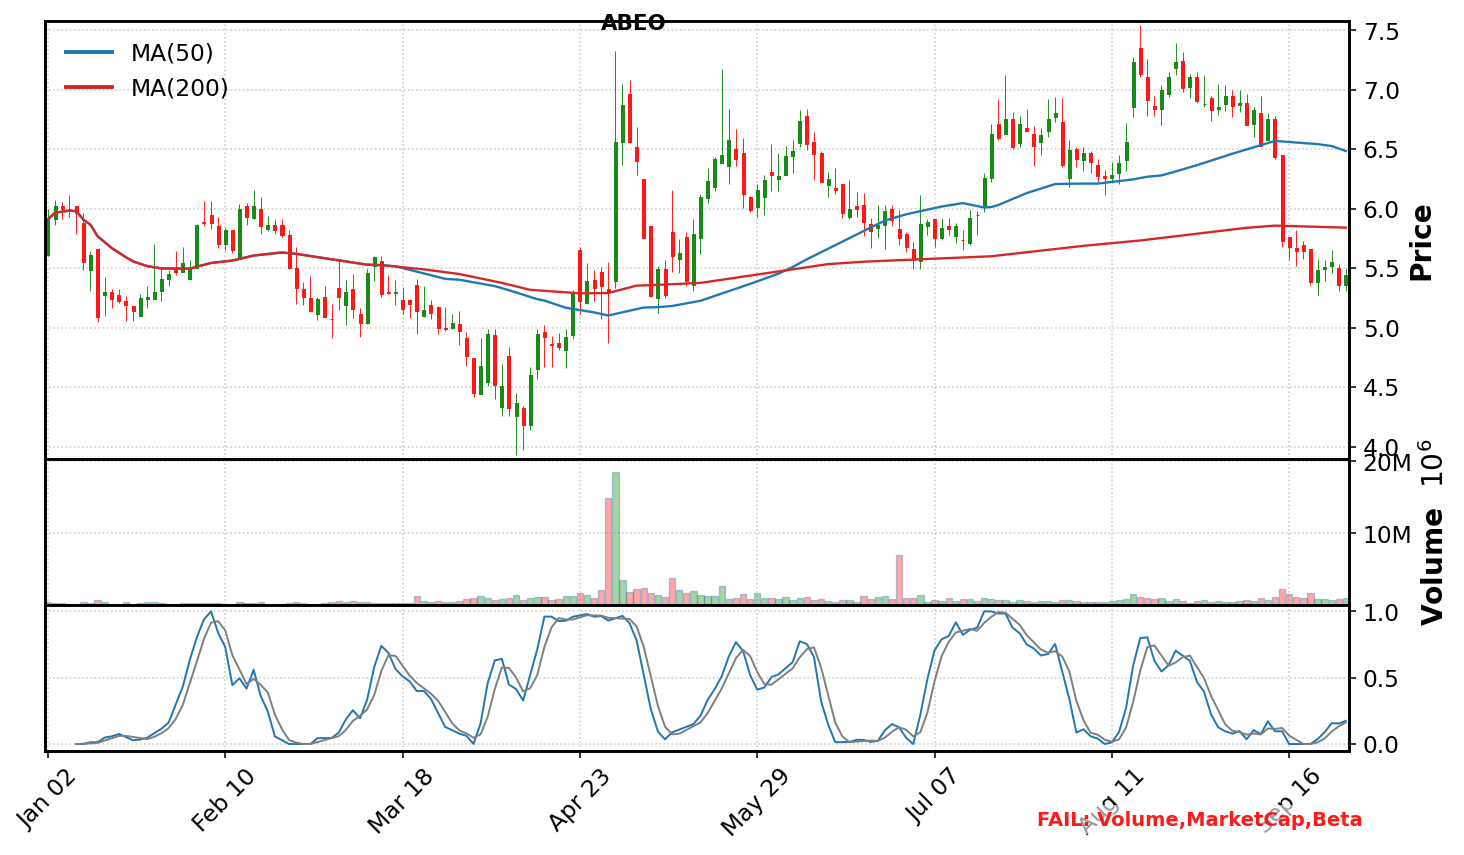 ABEO
MA(50)
MA(200)
7.5
7.0
6.5
6.0
5.5
5.0
4.5
4.0
Price
20M
10M
Volume 10^6
1.0
0.5
0.0
Jan 02
Feb 10
Mar 18
Apr 23
May 29
Jul 07
Aug 11
Sep 16
FAIL: Volume,MarketCap,Beta